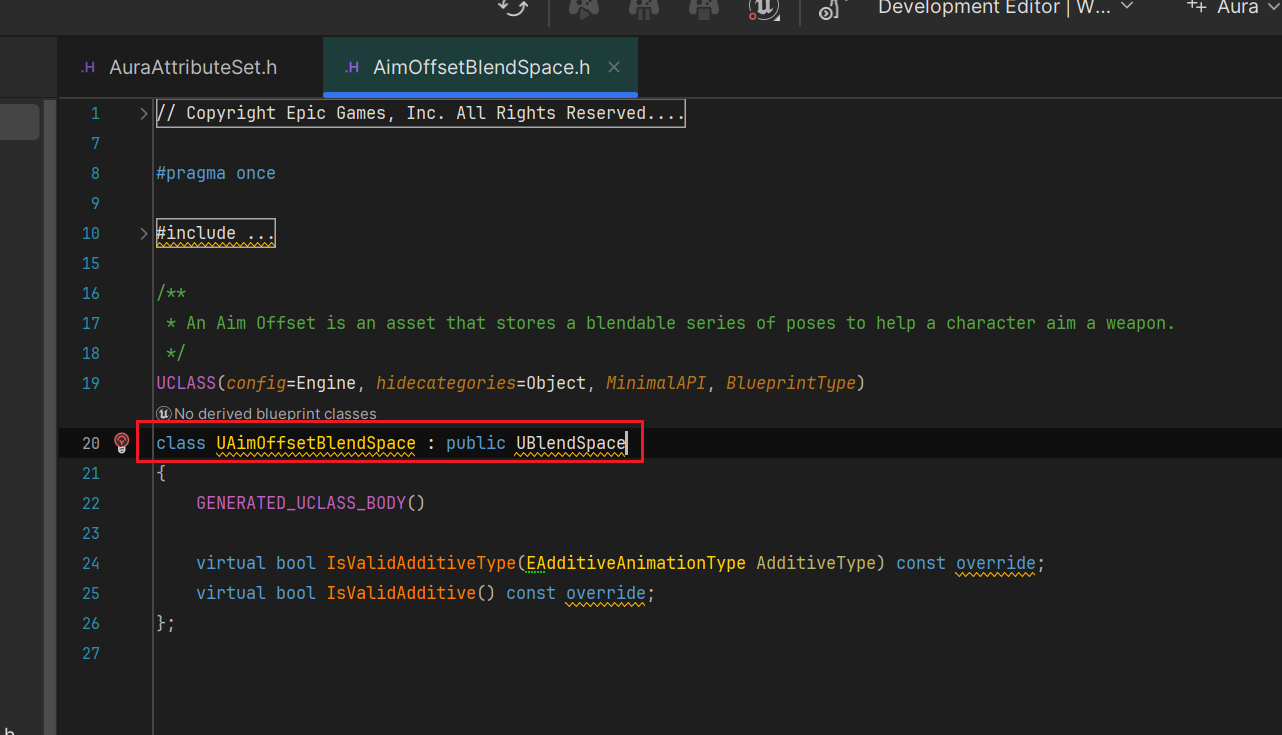 Development Editor | W... Aura
.H AuraAttributeSet.h .H AimOffsetBlendSpace.h
1 // Copyright Epic Games, Inc. All Rights Reserved....
7
8 #pragma once
9
10 #include ...
15
16 /**
17 * An Aim Offset is an asset that stores a blendable series of poses to help a character aim a weapon.
18 */
19 UCLASS(config=Engine, hidecategories=Object, MinimalAPI, BlueprintType)
No derived blueprint classes
20 class UAimOffsetBlendSpace : public UBlendSpace
21 {
22 GENERATED_UCLASS_BODY()
23
24 virtual bool IsValidAdditiveType(EAdditiveAnimationType AdditiveType) const override;
25 virtual bool IsValidAdditive() const override;
26 };
27